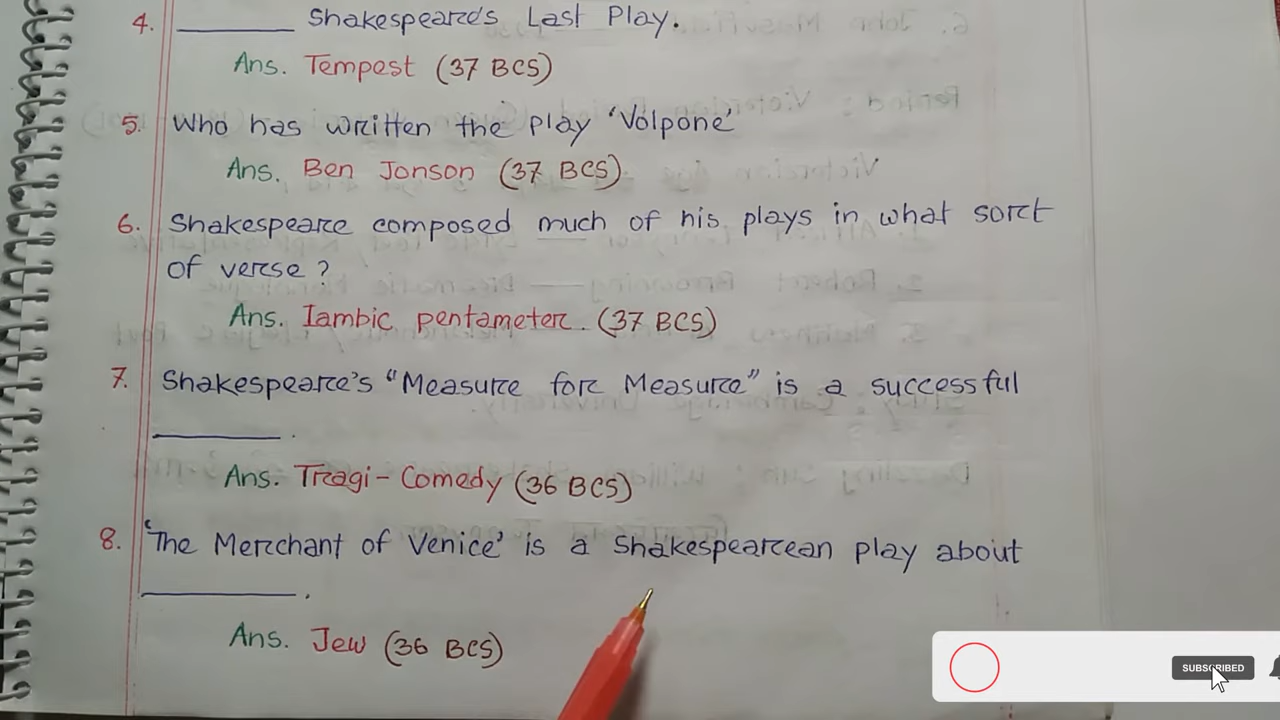 4. ________ Shakespeare's Last Play.
Ans. Tempest (37 BCS)
5. Who has written the play 'Volpone'
Ans. Ben Jonson (37 BCS)
6. Shakespeare composed much of his plays in what sort
of verse ?
Ans. Iambic pentameter. (37 BCS)
7. Shakespeare's "Measure for Measure" is a successful
________ .
Ans. Tragi-Comedy (36 BCS)
8. 'The Merchant of Venice' is a Shakespearean play about
________ .
Ans. Jew (36 BCS)
SUBSCRIBED